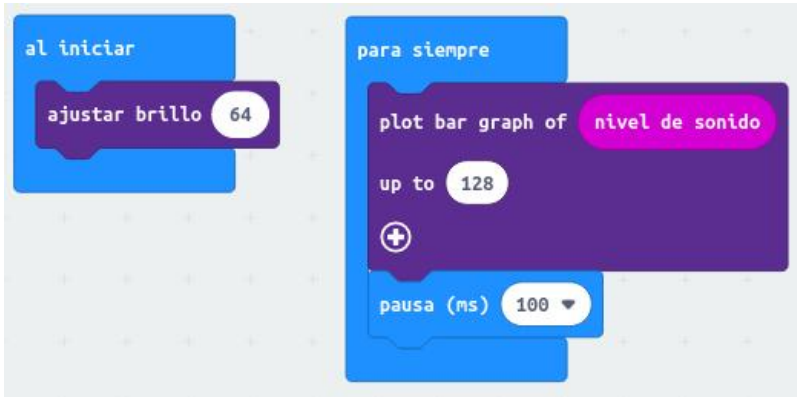 al iniciar
ajustar brillo 64
para siempre
plot bar graph of nivel de sonido
up to 128
pausa (ms) 100